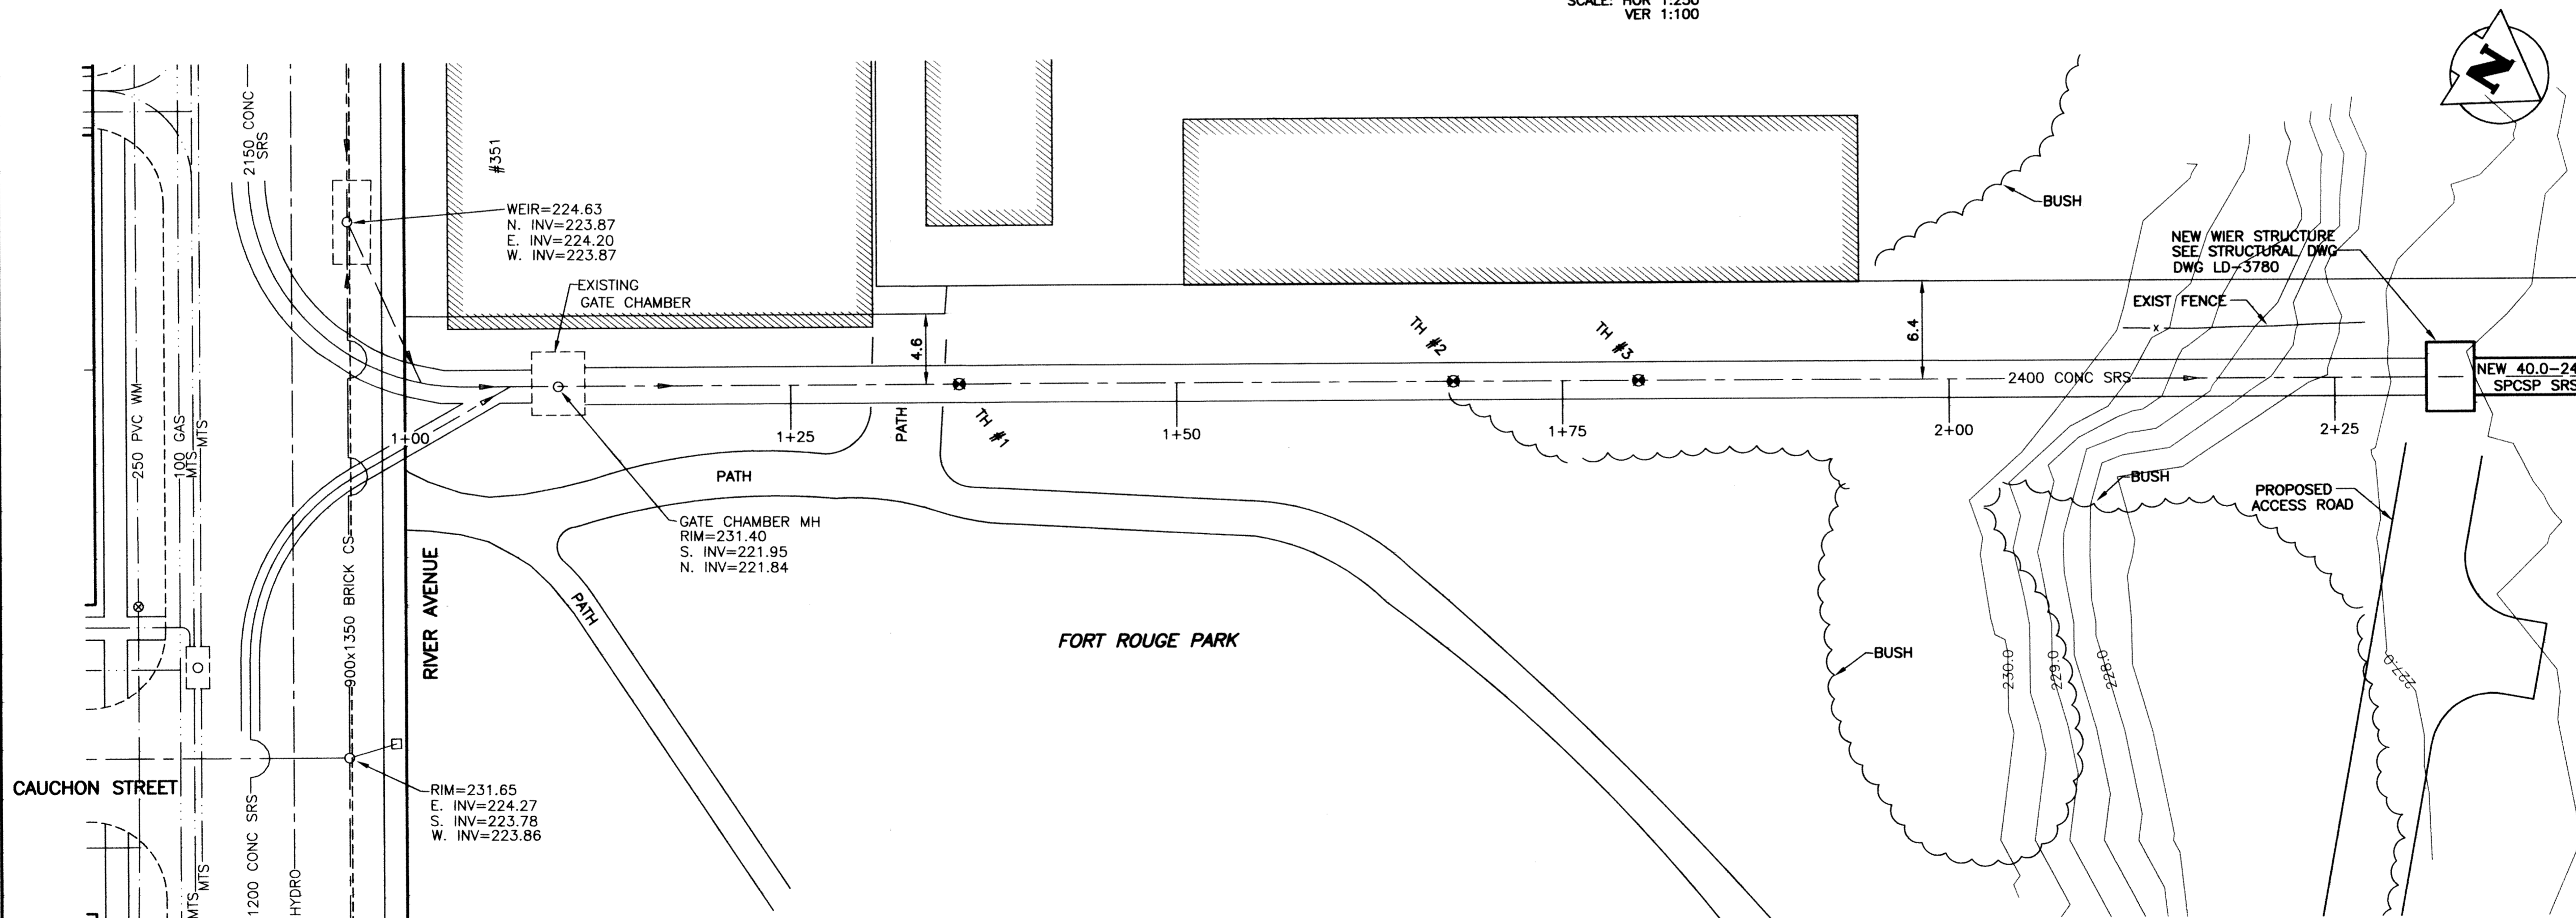 SCALE: HOR 1:250
VER 1:100
N
2150 CONC
SRS
#351
WEIR=224.63
N. INV=223.87
E. INV=224.20
W. INV=223.87
EXISTING
GATE CHAMBER
BUSH
NEW WIER STRUCTURE
SEE STRUCTURAL DWG
DWG LD-3780
EXIST FENCE
x
4.6
6.4
TH #2
TH #3
TH #1
2400 CONC SRS
NEW 40.0-24
SPCSP SRS
1+00
1+25
1+50
1+75
2+00
2+25
PATH
PATH
PATH
250 PVC WM
100 GAS
MTS
MTS
900x1350 BRICK CS
RIVER AVENUE
GATE CHAMBER MH
RIM=231.40
S. INV=221.95
N. INV=221.84
BUSH
PROPOSED
ACCESS ROAD
FORT ROUGE PARK
BUSH
230.0
229.0
228.0
227.0
CAUCHON STREET
RIM=231.65
E. INV=224.27
S. INV=223.78
W. INV=223.86
MTS
MTS
1200 CONC SRS
HYDRO